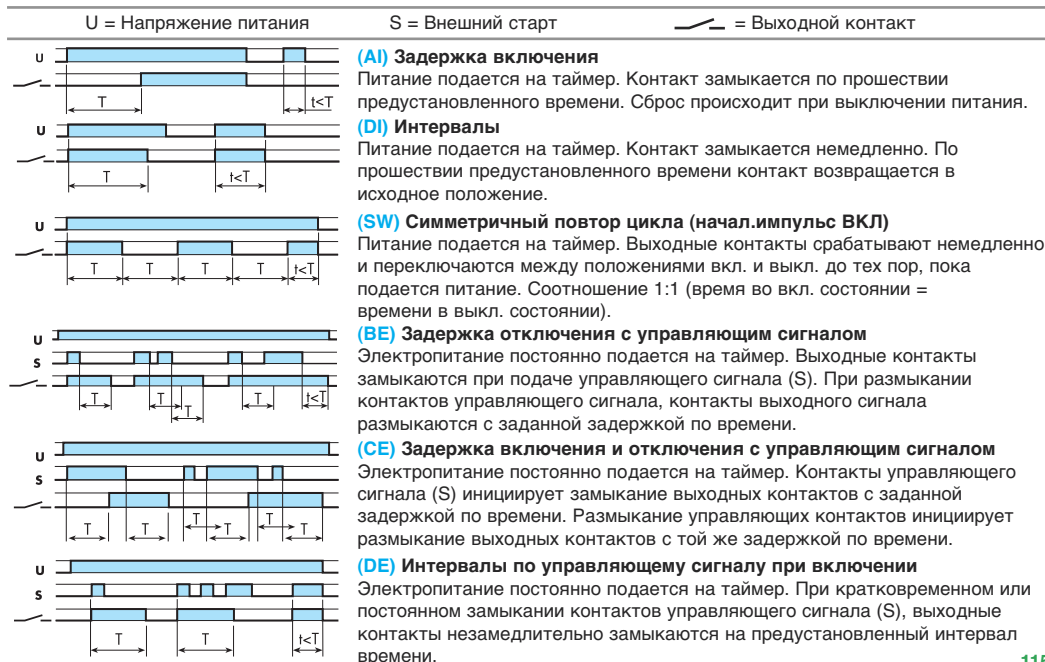 U = Напряжение питания S = Внешний старт = Выходной контакт
U
T
t<T
(AI) Задержка включения
Питание подается на таймер. Контакт замыкается по прошествии
предустановленного времени. Сброс происходит при выключении питания.
U
T
t<T
(DI) Интервалы
Питание подается на таймер. Контакт замыкается немедленно. По
прошествии предустановленного времени контакт возвращается в
исходное положение.
U
T T T T t<T
(SW) Симметричный повтор цикла (начал.импульс ВКЛ)
Питание подается на таймер. Выходные контакты срабатывают немедленно
и переключаются между положениями вкл. и выкл. до тех пор, пока
подается питание. Соотношение 1:1 (время во вкл. состоянии =
времени в выкл. состоянии).
U
S
T T T T t<T
(BE) Задержка отключения с управляющим сигналом
Электропитание постоянно подается на таймер. Выходные контакты
замыкаются при подаче управляющего сигнала (S). При размыкании
контактов управляющего сигнала, контакты выходного сигнала
размыкаются с заданной задержкой по времени.
U
S
T T T T T T
(CE) Задержка включения и отключения с управляющим сигналом
Электропитание постоянно подается на таймер. Контакты управляющего
сигнала (S) инициирует замыкание выходных контактов с заданной
задержкой по времени. Размыкание управляющих контактов инициирует
размыкание выходных контактов с той же задержкой по времени.
U
S
T T t<T
(DE) Интервалы по управляющему сигналу при включении
Электропитание постоянно подается на таймер. При кратковременном или
постоянном замыкании контактов управляющего сигнала (S), выходные
контакты незамедлительно замыкаются на предустановленный интервал
времени.
115